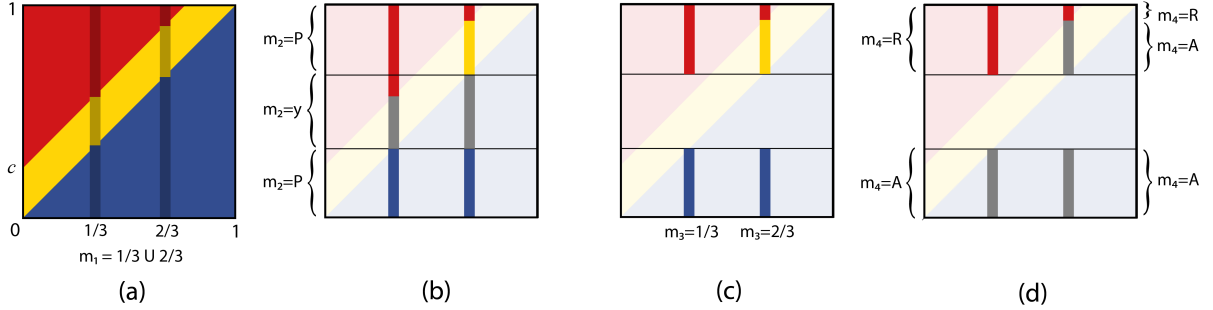 1
c
0
1/3
2/3
1
m₁ = 1/3 U 2/3
(a)
m₂=P
m₂=y
m₂=P
(b)
m₃=1/3
m₃=2/3
(c)
m₄=R
m₄=A
m₄=R
m₄=A
m₄=A
(d)